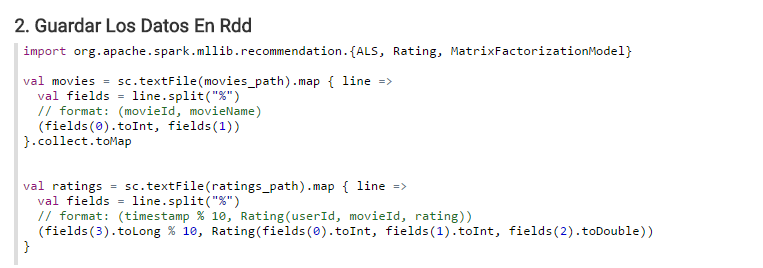 2. Guardar Los Datos En Rdd
import org.apache.spark.mllib.recommendation.{ALS, Rating, MatrixFactorizationModel}
val movies = sc.textFile(movies_path).map { line =>
  val fields = line.split("%")
  // format: (movieId, movieName)
  (fields(0).toInt, fields(1))
}.collect.toMap
val ratings = sc.textFile(ratings_path).map { line =>
  val fields = line.split("%")
  // format: (timestamp % 10, Rating(userId, movieId, rating))
  (fields(3).toLong % 10, Rating(fields(0).toInt, fields(1).toInt, fields(2).toDouble))
}